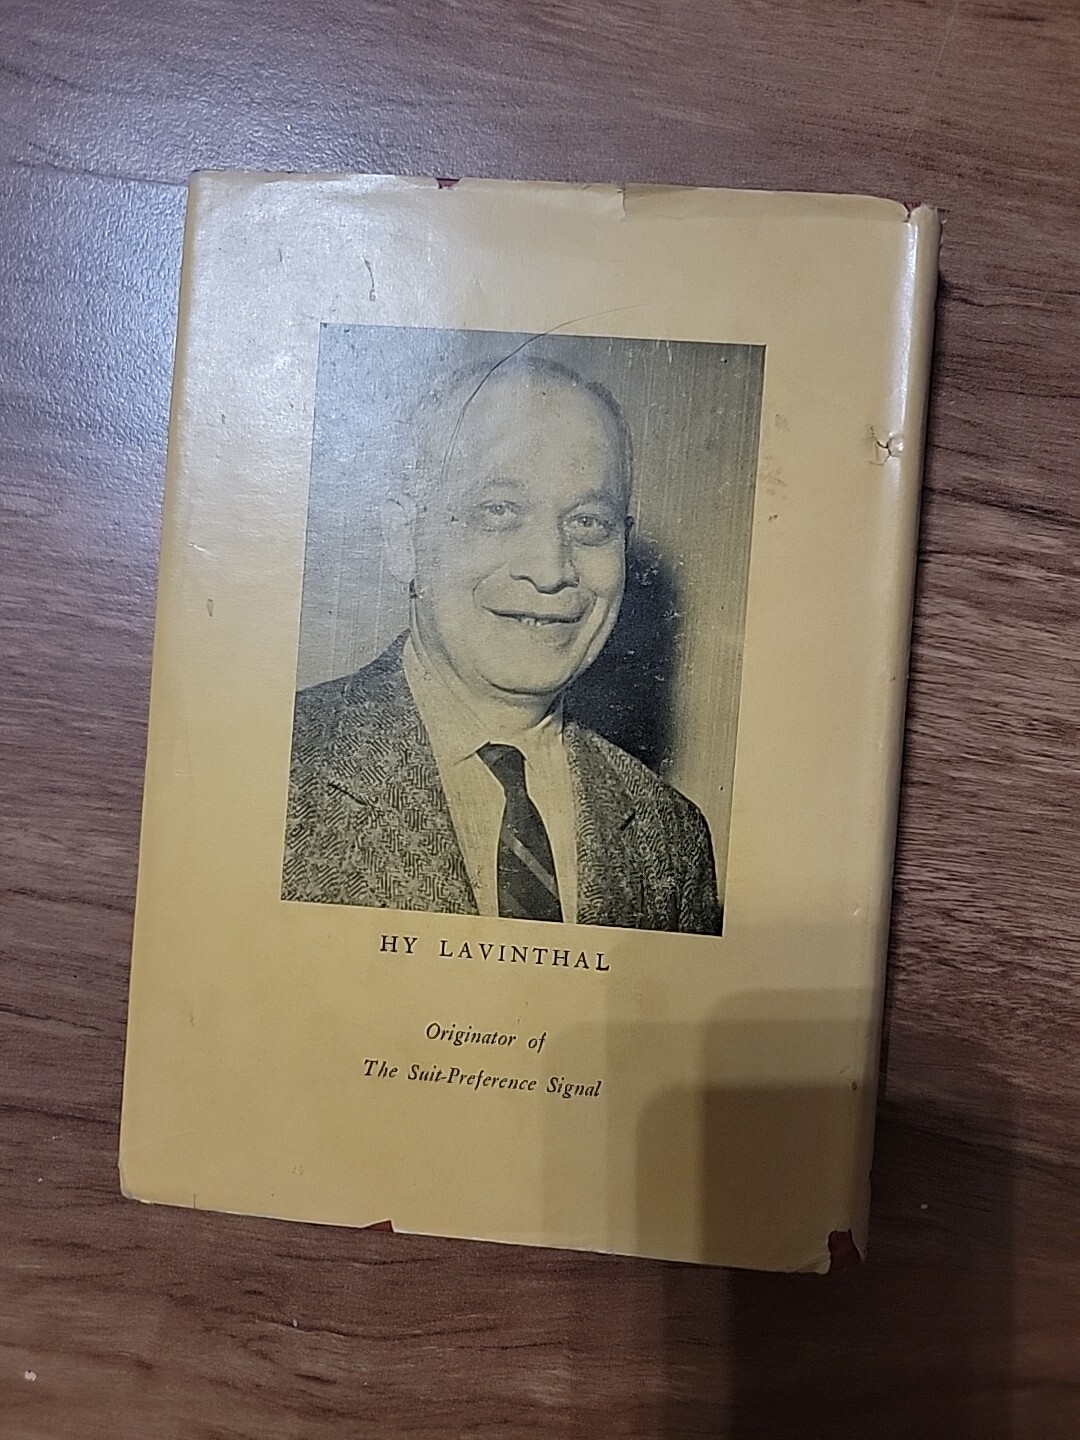 HY LAVINTHAL
Originator of
The Suit-Preference Signal